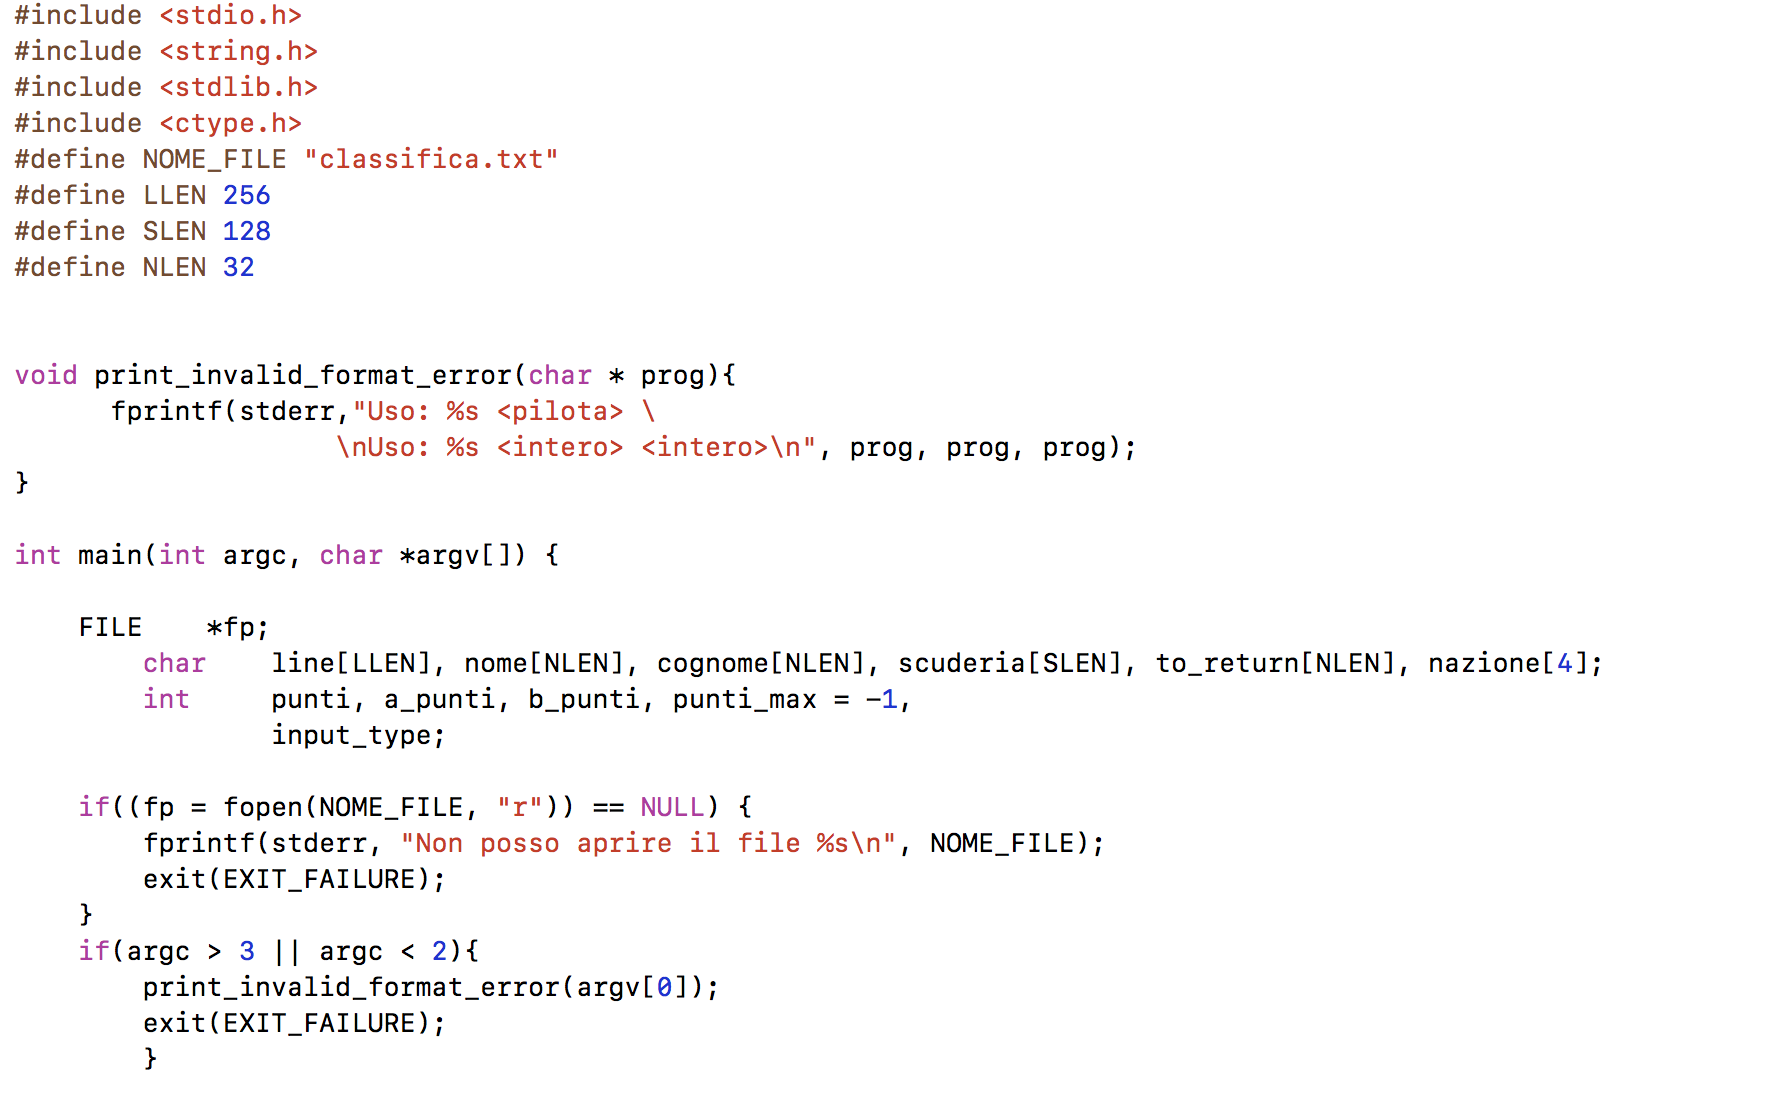 #include <stdio.h>
#include <string.h>
#include <stdlib.h>
#include <ctype.h>
#define NOME_FILE "classifica.txt"
#define LLEN 256
#define SLEN 128
#define NLEN 32
void print_invalid_format_error(char * prog){
fprintf(stderr,"Uso: %s <pilota> \
\nUso: %s <intero> <intero>\n", prog, prog, prog);
}
int main(int argc, char *argv[]) {
FILE    *fp;
char    line[LLEN], nome[NLEN], cognome[NLEN], scuderia[SLEN], to_return[NLEN], nazione[4];
int     punti, a_punti, b_punti, punti_max = -1,
input_type;
if((fp = fopen(NOME_FILE, "r")) == NULL) {
fprintf(stderr, "Non posso aprire il file %s\n", NOME_FILE);
exit(EXIT_FAILURE);
}
if(argc > 3 || argc < 2){
print_invalid_format_error(argv[0]);
exit(EXIT_FAILURE);
}